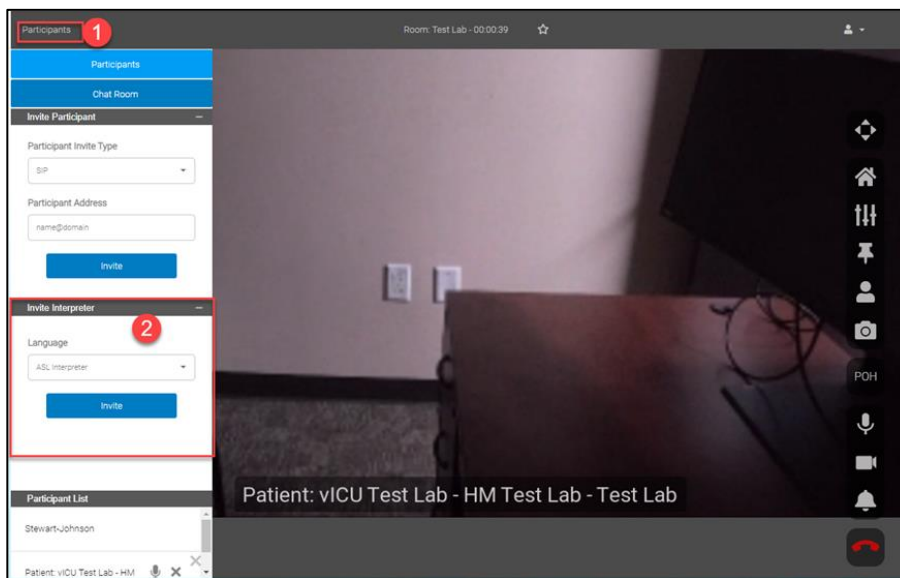 Participants
1
Room: Test Lab - 00:00:39
Participants
Chat Room
Invite Participant
Participant Invite Type
SIP
Participant Address
name@domain
Invite
Invite Interpreter
2
Language
ASL Interpreter
Invite
POH
Participant List
Stewart-Johnson
Patient: vICU Test Lab - HM
Patient: vICU Test Lab - HM Test Lab - Test Lab